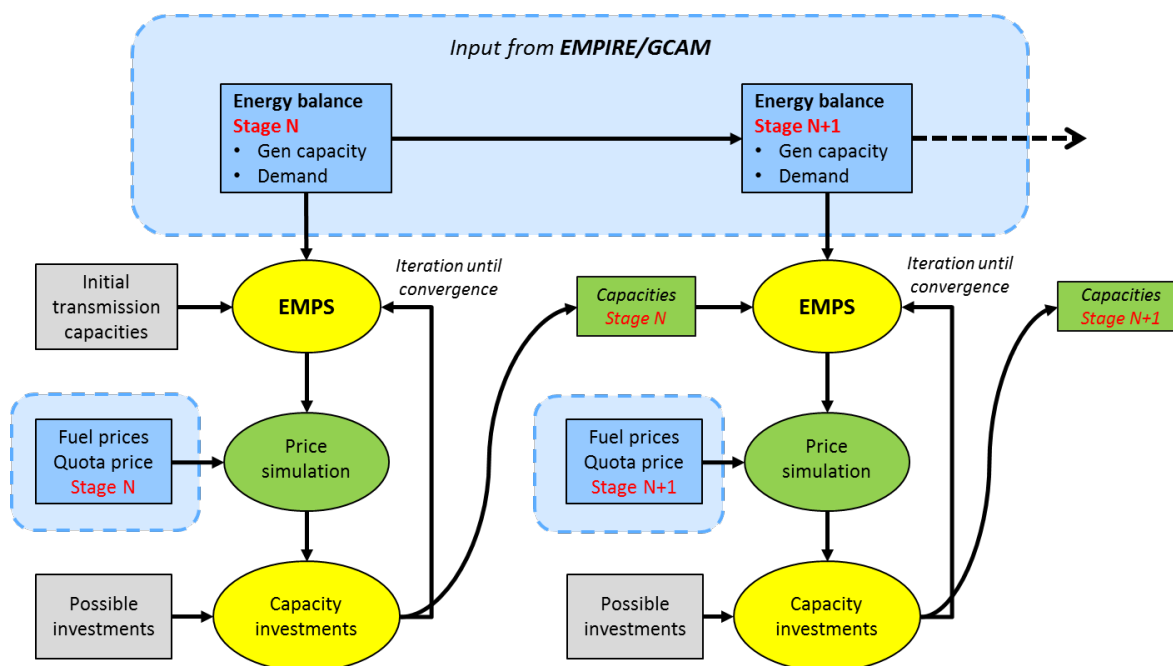 Input from EMPIRE/GCAM
Energy balance
Stage N
• Gen capacity
• Demand
Energy balance
Stage N+1
• Gen capacity
• Demand
Initial
transmission
capacities
EMPS
Iteration until
convergence
Capacities
Stage N
EMPS
Iteration until
convergence
Capacities
Stage N+1
Fuel prices
Quota price
Stage N
Price
simulation
Fuel prices
Quota price
Stage N+1
Price
simulation
Possible
investments
Capacity
investments
Possible
investments
Capacity
investments